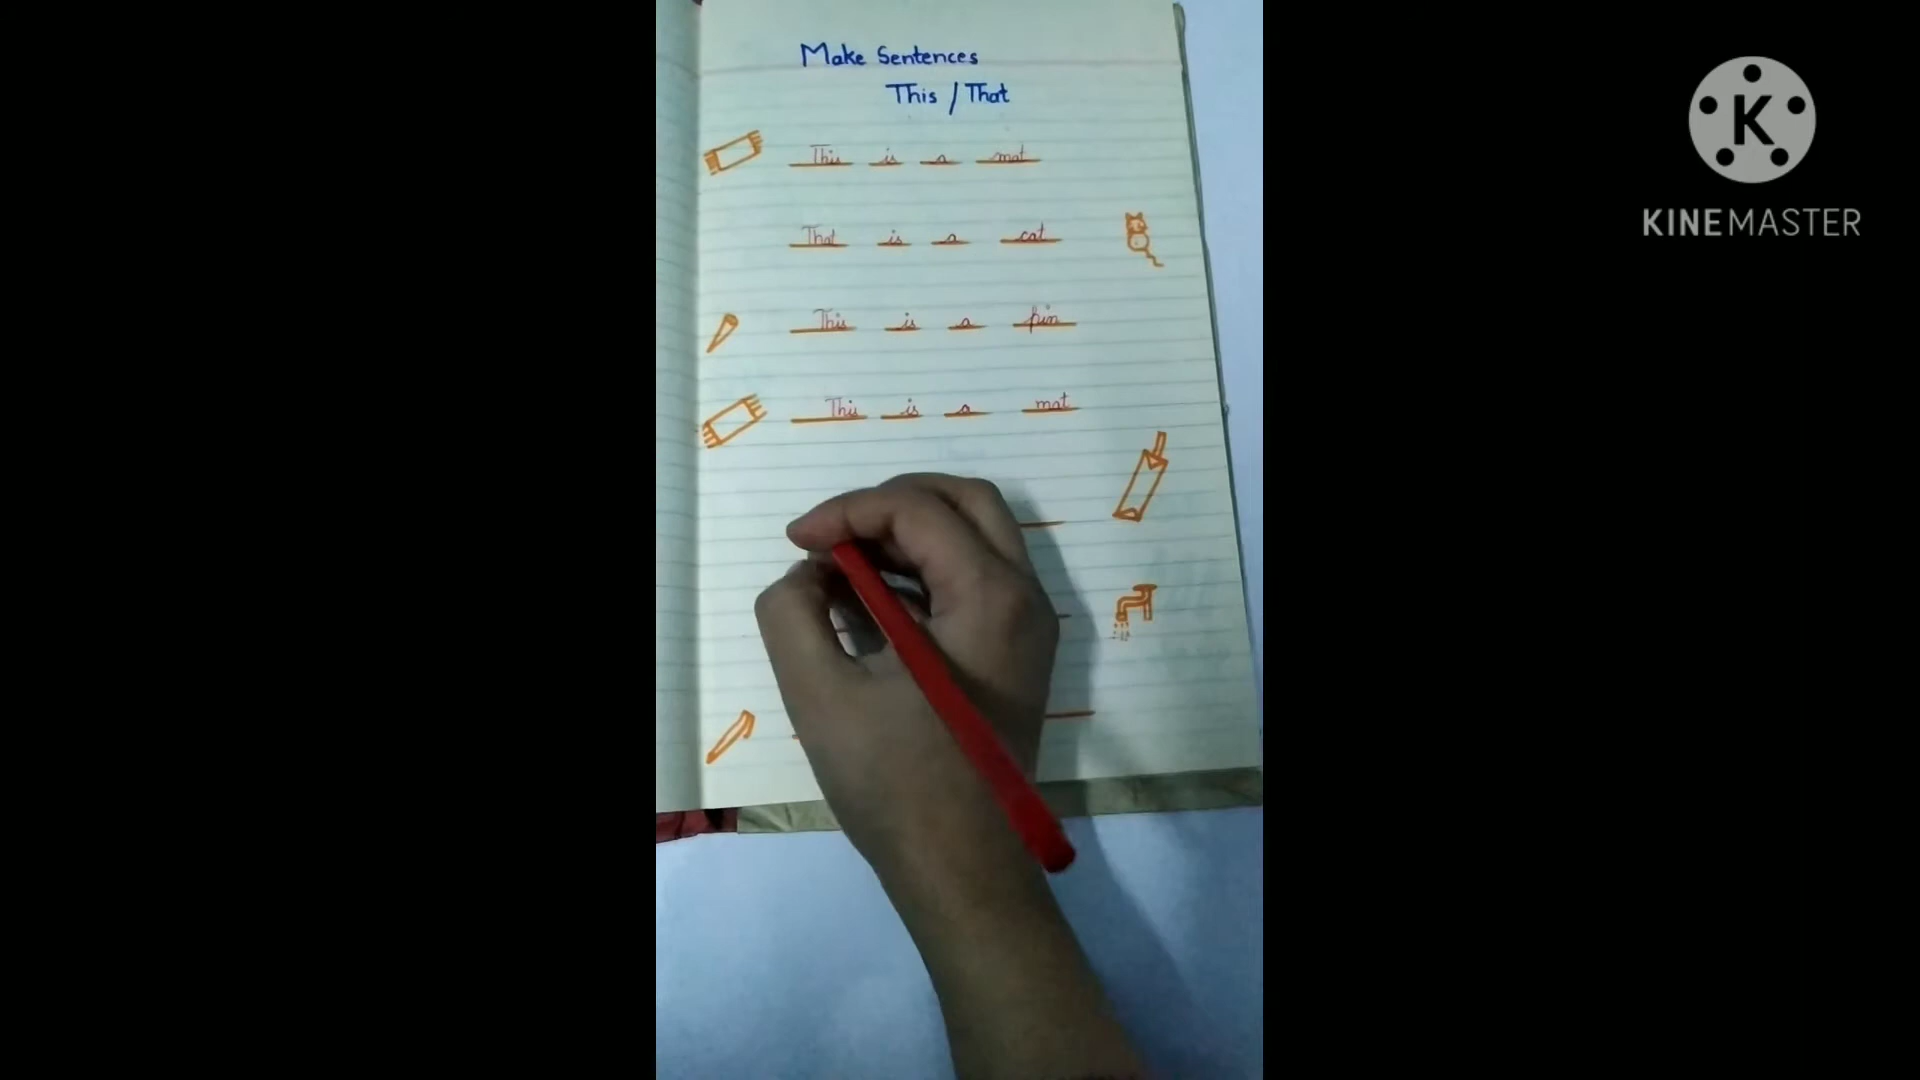 Make Sentences
This / That
This is a mat
That is a cat
This is a pin
This is a mat
KINEMASTER